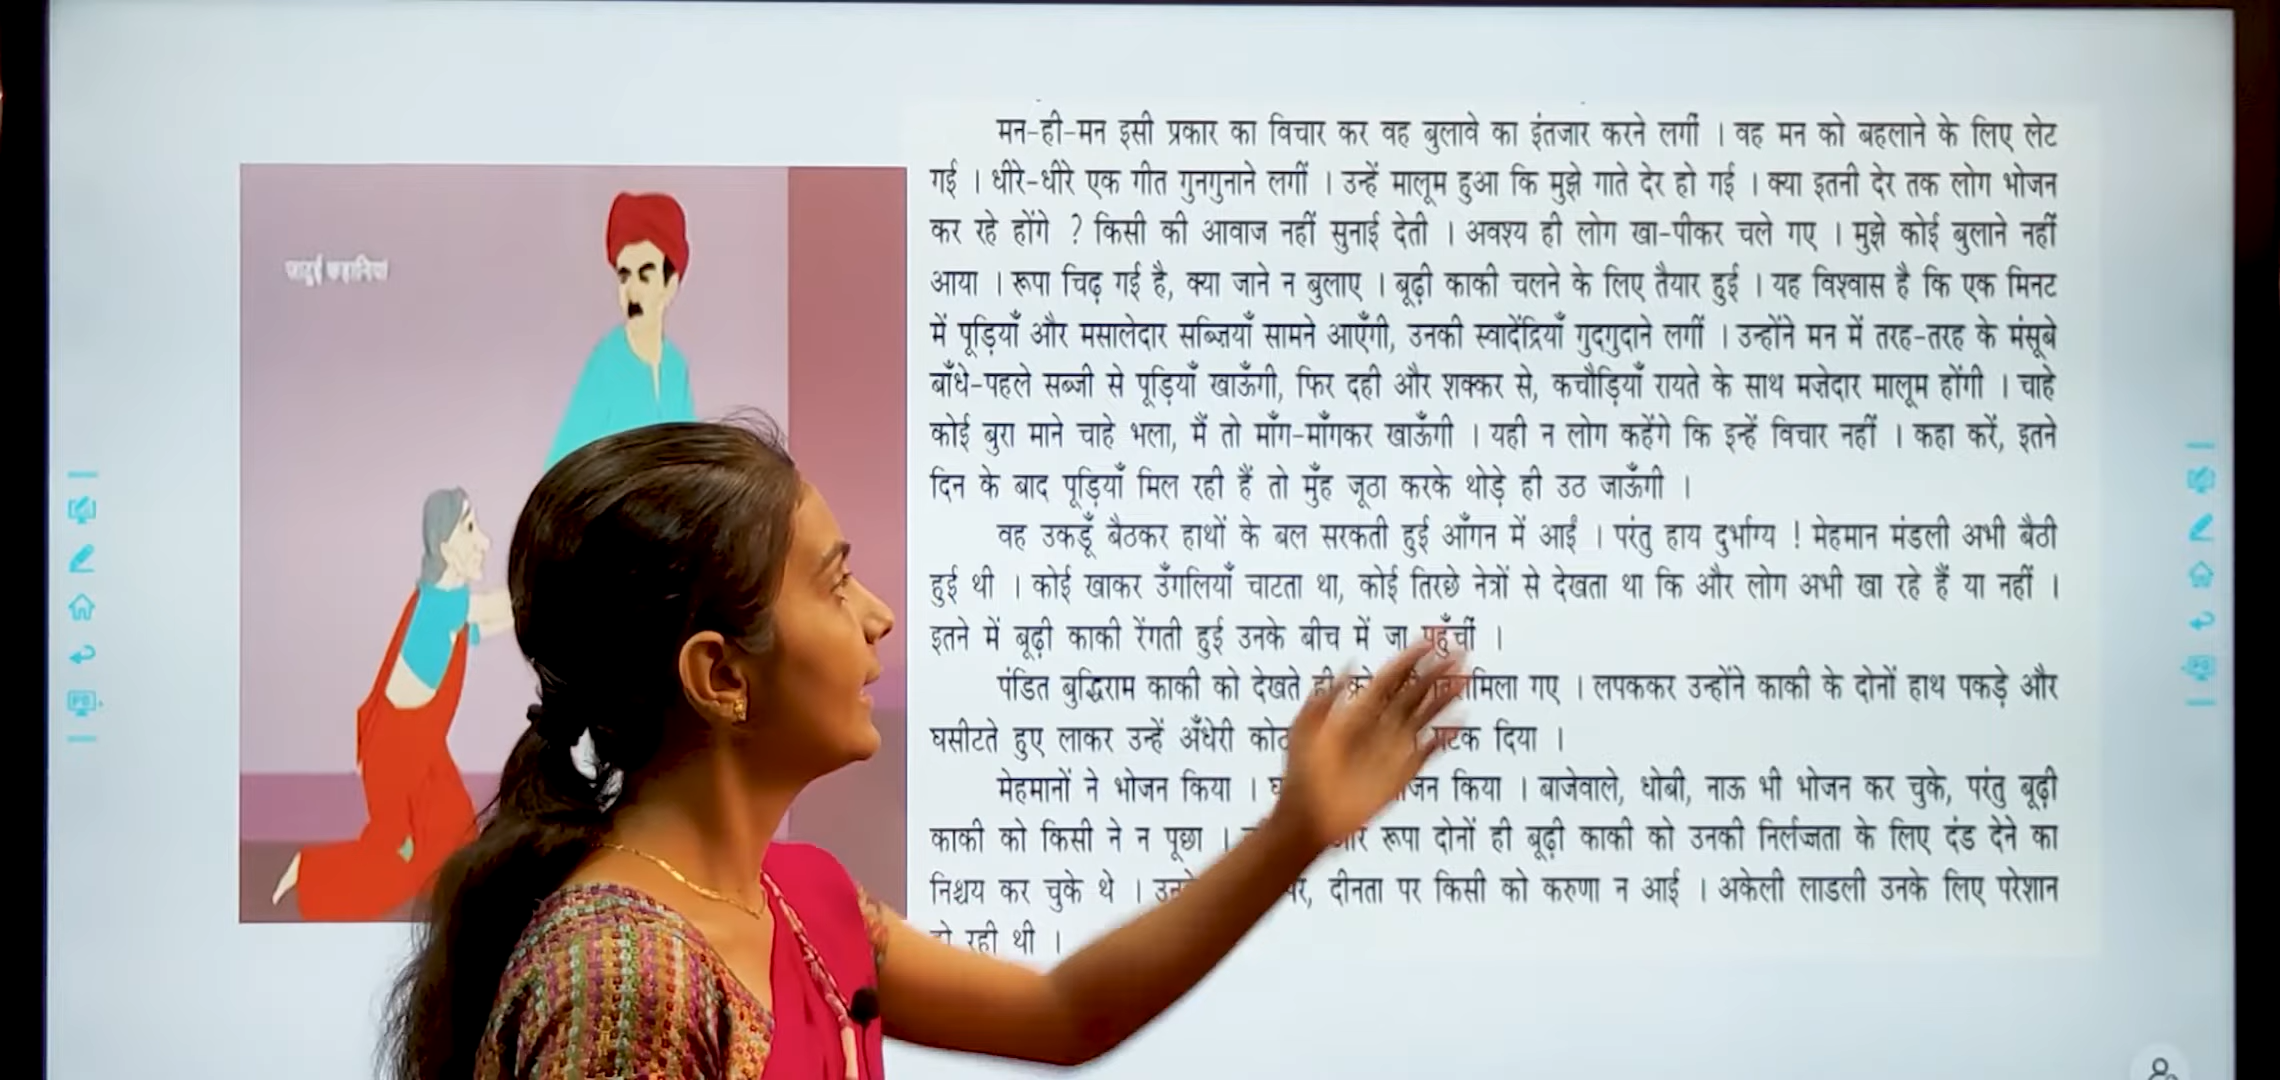 जादुई कहानियां
मन-ही-मन इसी प्रकार का विचार कर वह बुलावे का इंतजार करने लगीं । वह मन को बहलाने के लिए लेट
गई । धीरे-धीरे एक गीत गुनगुनाने लगीं । उन्हें मालूम हुआ कि मुझे गाते देर हो गई । क्या इतनी देर तक लोग भोजन
कर रहे होंगे ? किसी की आवाज नहीं सुनाई देती । अवश्य ही लोग खा-पीकर चले गए । मुझे कोई बुलाने नहीं
आया । रूपा चिढ़ गई है, क्या जाने न बुलाए । बूढ़ी काकी चलने के लिए तैयार हुई । यह विश्वास है कि एक मिनट
में पूड़ियाँ और मसालेदार सब्जियाँ सामने आएँगी, उनकी स्वादेंद्रियाँ गुदगुदाने लगीं । उन्होंने मन में तरह-तरह के मंसूबे
बाँधे-पहले सब्जी से पूड़ियाँ खाऊँगी, फिर दही और शक्कर से, कचौड़ियाँ रायते के साथ मजेदार मालूम होंगी । चाहे
कोई बुरा माने चाहे भला, मैं तो माँग-माँगकर खाऊँगी । यही न लोग कहेंगे कि इन्हें विचार नहीं । कहा करें, इतने
दिन के बाद पूड़ियाँ मिल रही हैं तो मुँह जूठा करके थोड़े ही उठ जाऊँगी ।
वह उकडूँ बैठकर हाथों के बल सरकती हुई आँगन में आईं । परंतु हाय दुर्भाग्य ! मेहमान मंडली अभी बैठी
हुई थी । कोई खाकर उँगलियाँ चाटता था, कोई तिरछे नेत्रों से देखता था कि और लोग अभी खा रहे हैं या नहीं ।
इतने में बूढ़ी काकी रेंगती हुई उनके बीच में जा पहुँचीं ।
पंडित बुद्धिराम काकी को देखते ही मिला गए । लपककर उन्होंने काकी के दोनों हाथ पकड़े और
घसीटते हुए लाकर उन्हें अँधेरी पटक दिया ।
मेहमानों ने भोजन किया । किया । बाजेवाले, धोबी, नाऊ भी भोजन कर चुके, परंतु बूढ़ी
काकी को किसी ने न पूछा । और रूपा दोनों ही बूढ़ी काकी को उनकी निर्लज्जता के लिए दंड देने का
निश्चय कर चुके थे । दीनता पर किसी को करुणा न आई । अकेली लाडली उनके लिए परेशान
हो रही थी ।